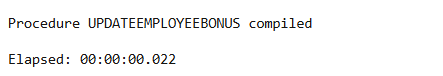 Procedure UPDATEEMPLOYEEBONUS compiled
Elapsed: 00:00:00.022